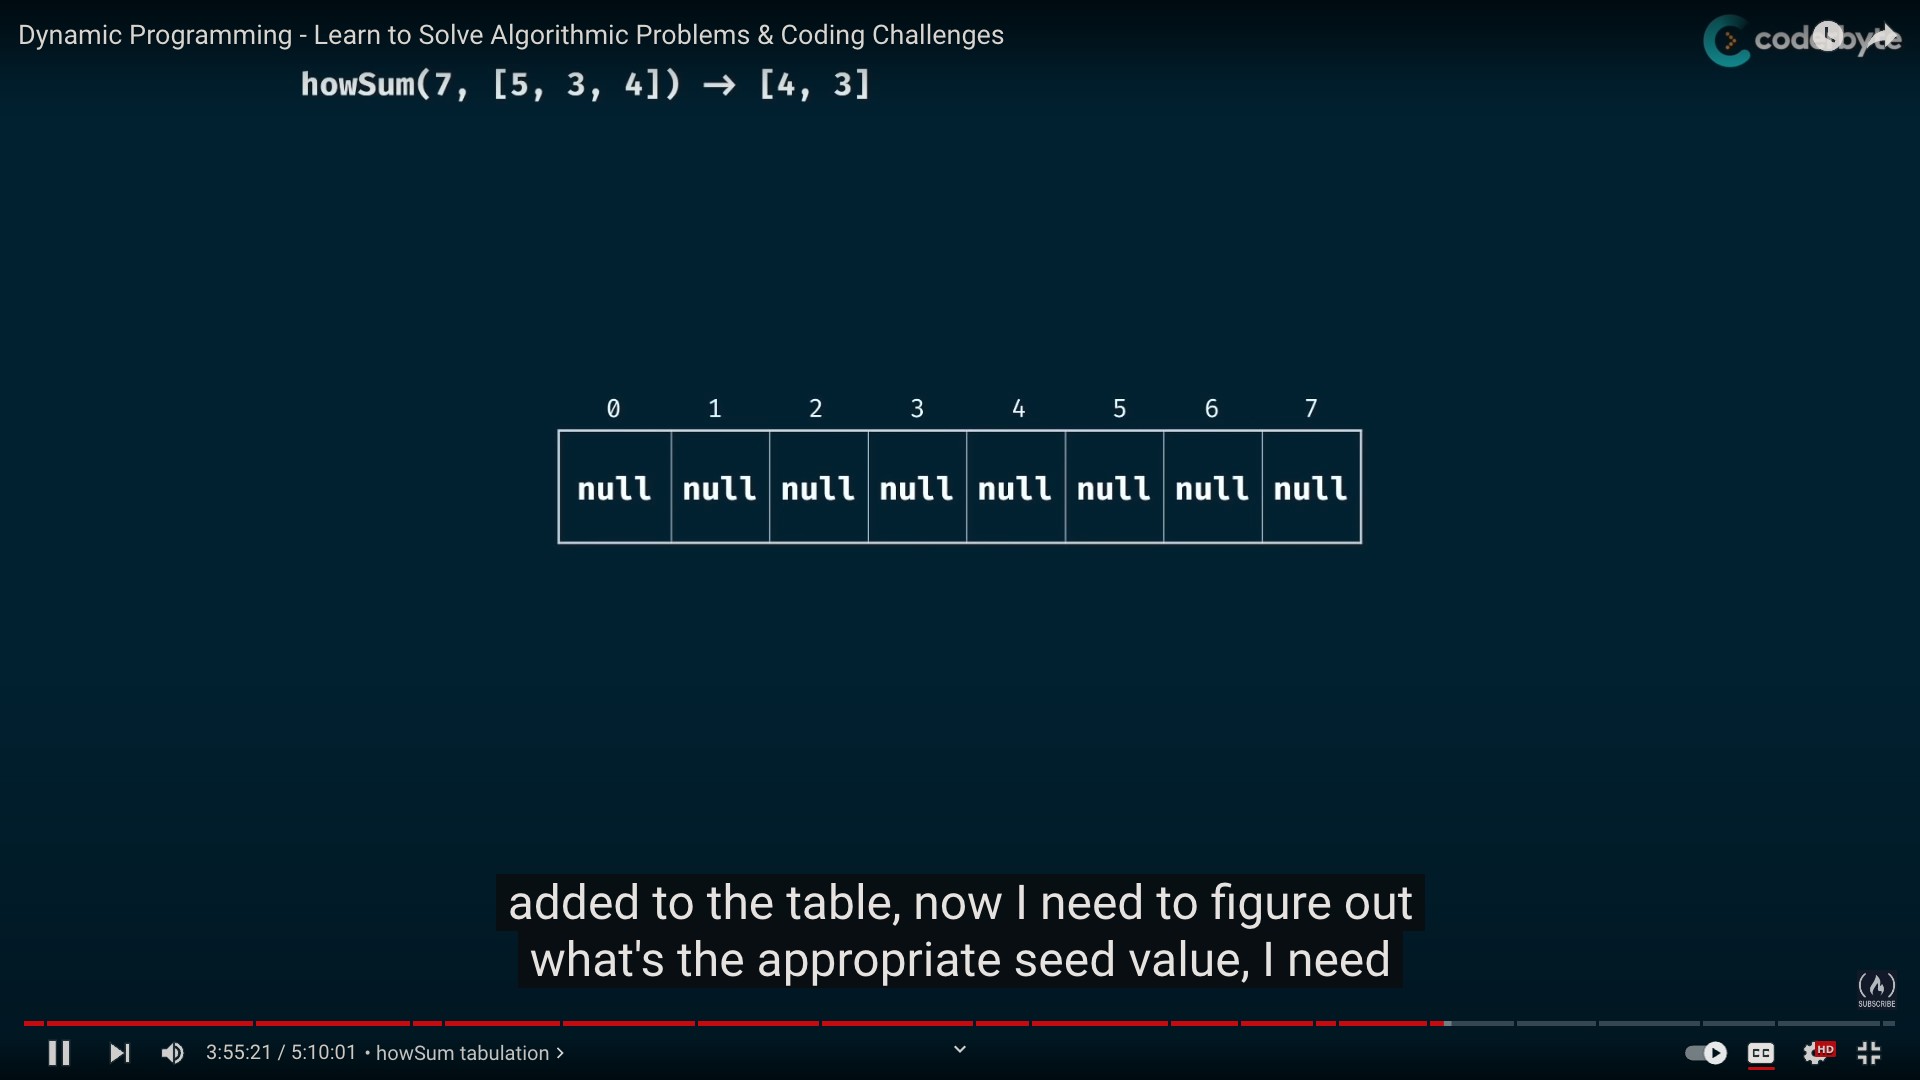 Dynamic Programming - Learn to Solve Algorithmic Problems & Coding Challenges
coderbyte
howSum(7, [5, 3, 4]) → [4, 3]
0 1 2 3 4 5 6 7
null null null null null null null null
added to the table, now I need to figure out
what's the appropriate seed value, I need
SUBSCRIBE
3:55:21 / 5:10:01 • howSum tabulation
CC
HD